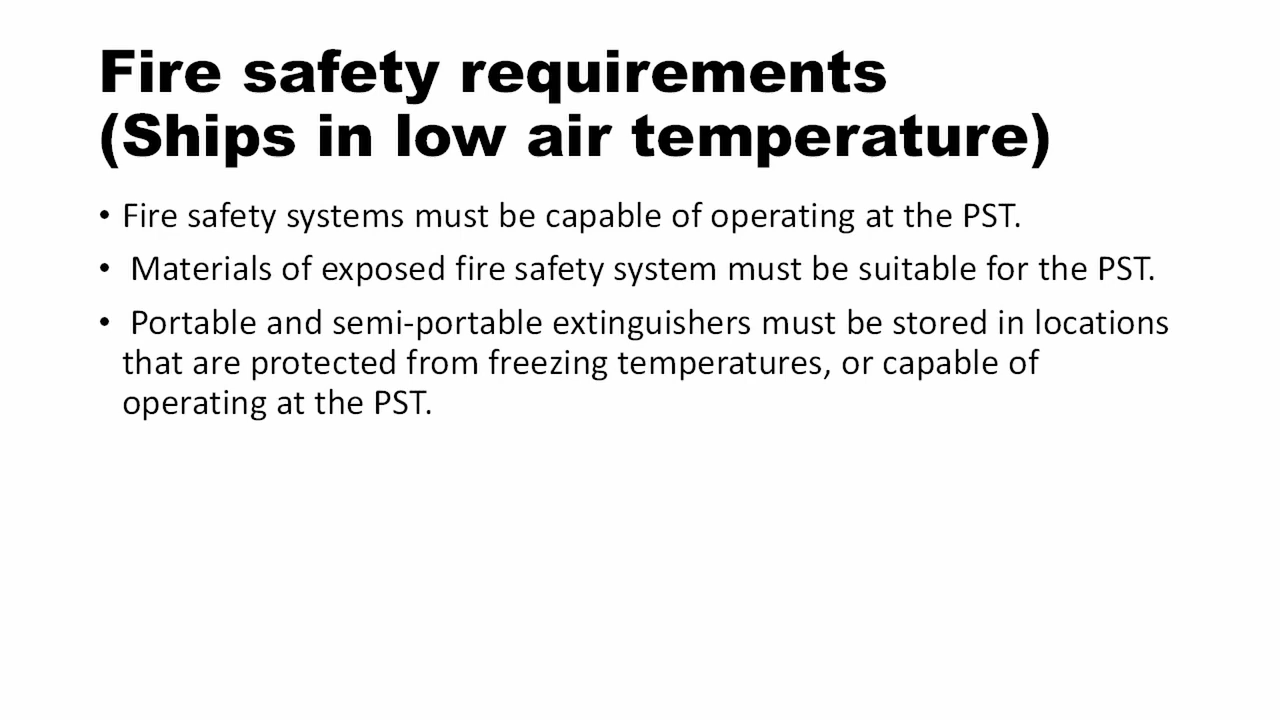 Fire safety requirements
(Ships in low air temperature)
• Fire safety systems must be capable of operating at the PST.
• Materials of exposed fire safety system must be suitable for the PST.
• Portable and semi-portable extinguishers must be stored in locations
that are protected from freezing temperatures, or capable of
operating at the PST.